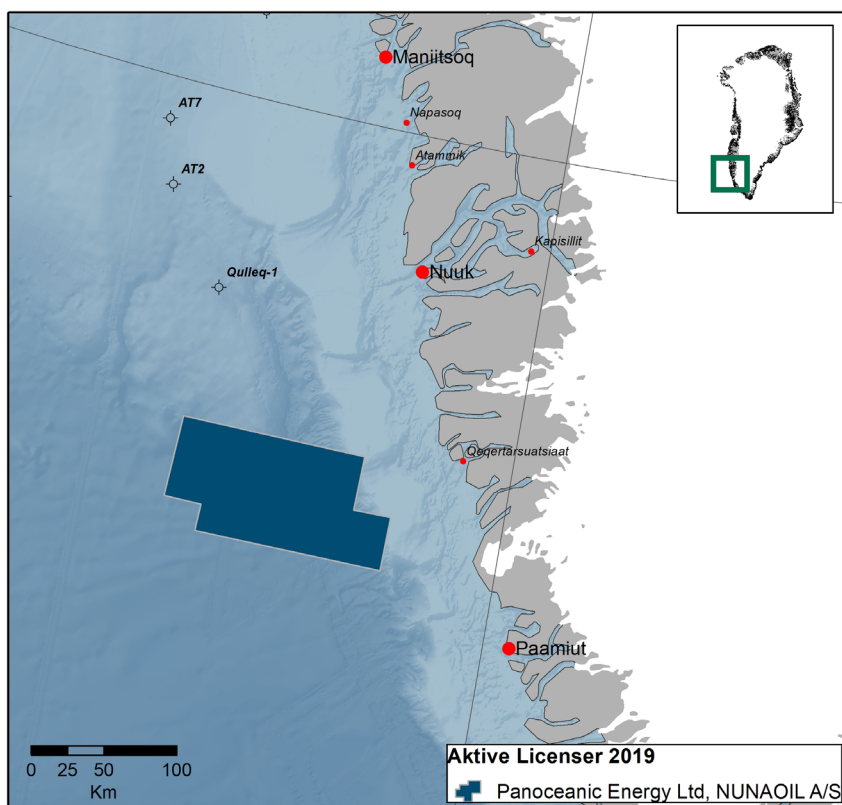 Maniitsoq
AT7
Napasoq
Atammik
AT2
Kapisillit
Nuuk
Qulleq-1
Qeqertarsuatsiaat
Paamiut
0 25 50 100
Km
Aktive Licenser 2019
Panoceanic Energy Ltd, NUNAOIL A/S